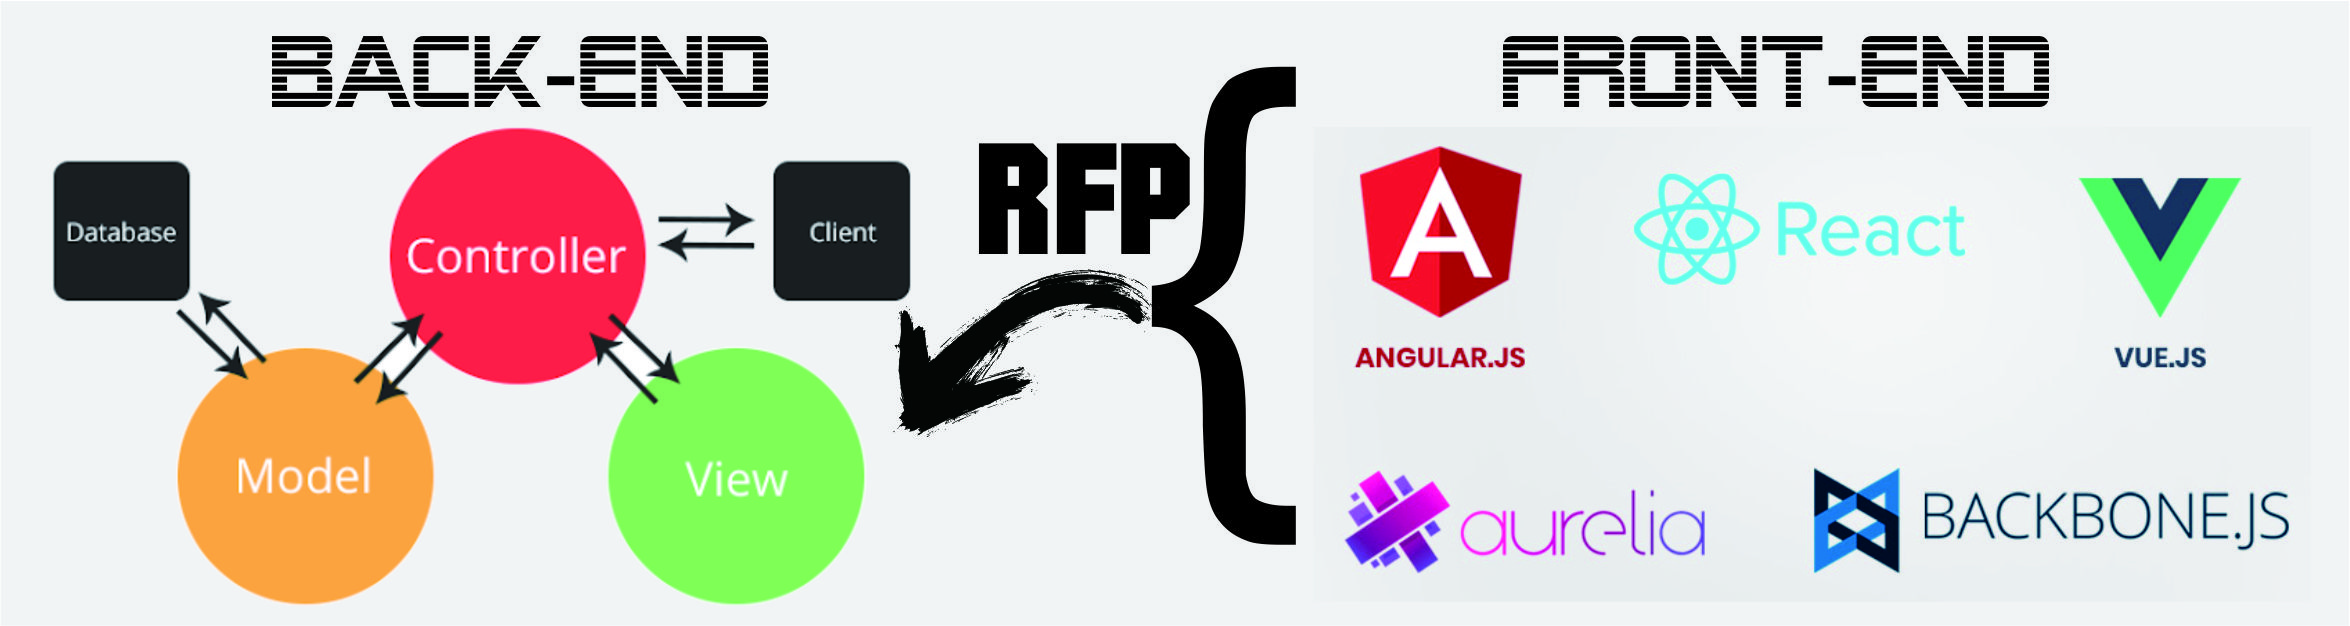 BACK-END
Database
Controller
Client
Model
View
RFP
FRONT-END
React
ANGULAR.JS
VUE.JS
aurelia
BACKBONE.JS